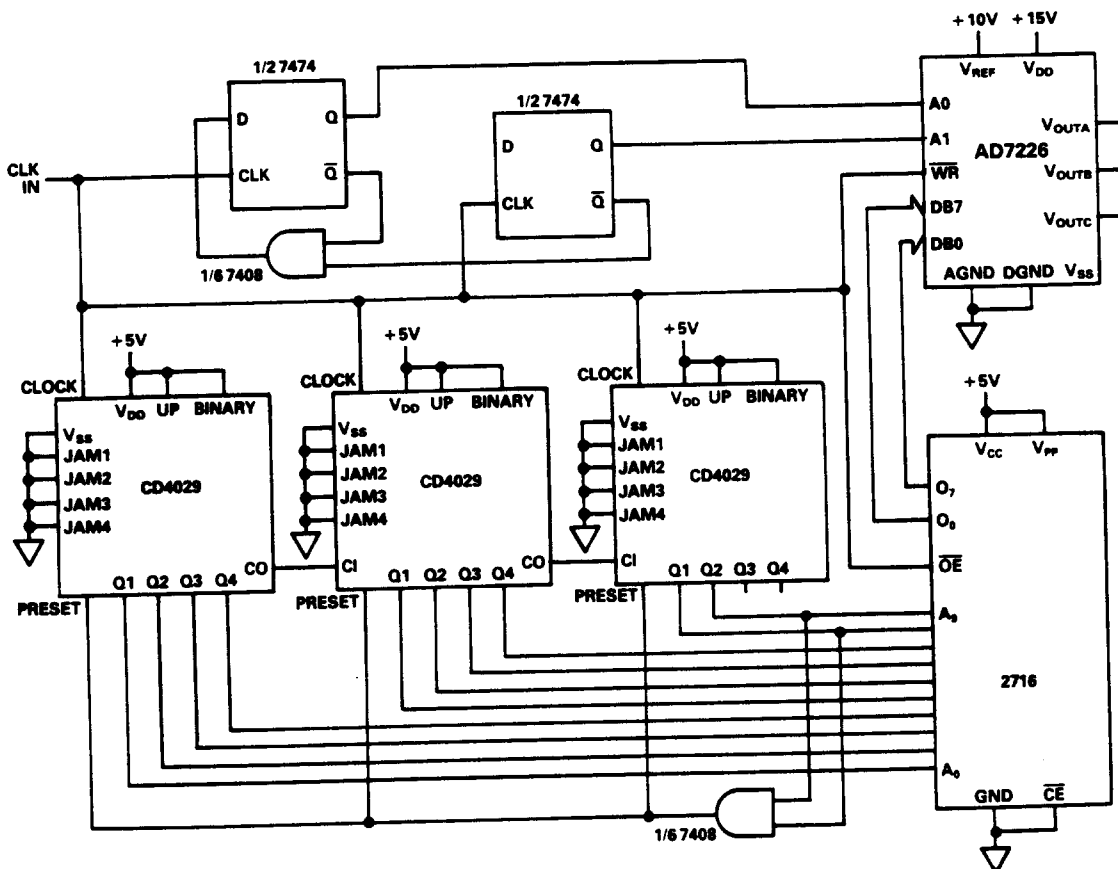 +10V
+15V
1/2 7474
VREF
VDD
D
Q
1/2 7474
A0
D
Q
A1
VOUTA
AD7226
CLK
IN
CLK
Q̅
W̅R̅
VOUTB
CLK
Q̅
DB7
VOUTC
DB0
1/6 7408
AGND
DGND
VSS
+5V
+5V
+5V
CLOCK
CLOCK
CLOCK
VDD
UP
BINARY
VDD
UP
BINARY
VDD
UP
BINARY
+5V
VSS
JAM1
JAM2
JAM3
JAM4
CD4029
VSS
JAM1
JAM2
JAM3
JAM4
CD4029
VSS
JAM1
JAM2
JAM3
JAM4
CD4029
VCC
VPP
O7
O0
O̅E̅
CO
CI
CO
CI
Q1
Q2
Q3
Q4
Q1
Q2
Q3
Q4
Q1
Q2
Q3
Q4
PRESET
PRESET
PRESET
A9
2716
A0
GND
C̅E̅
1/6 7408